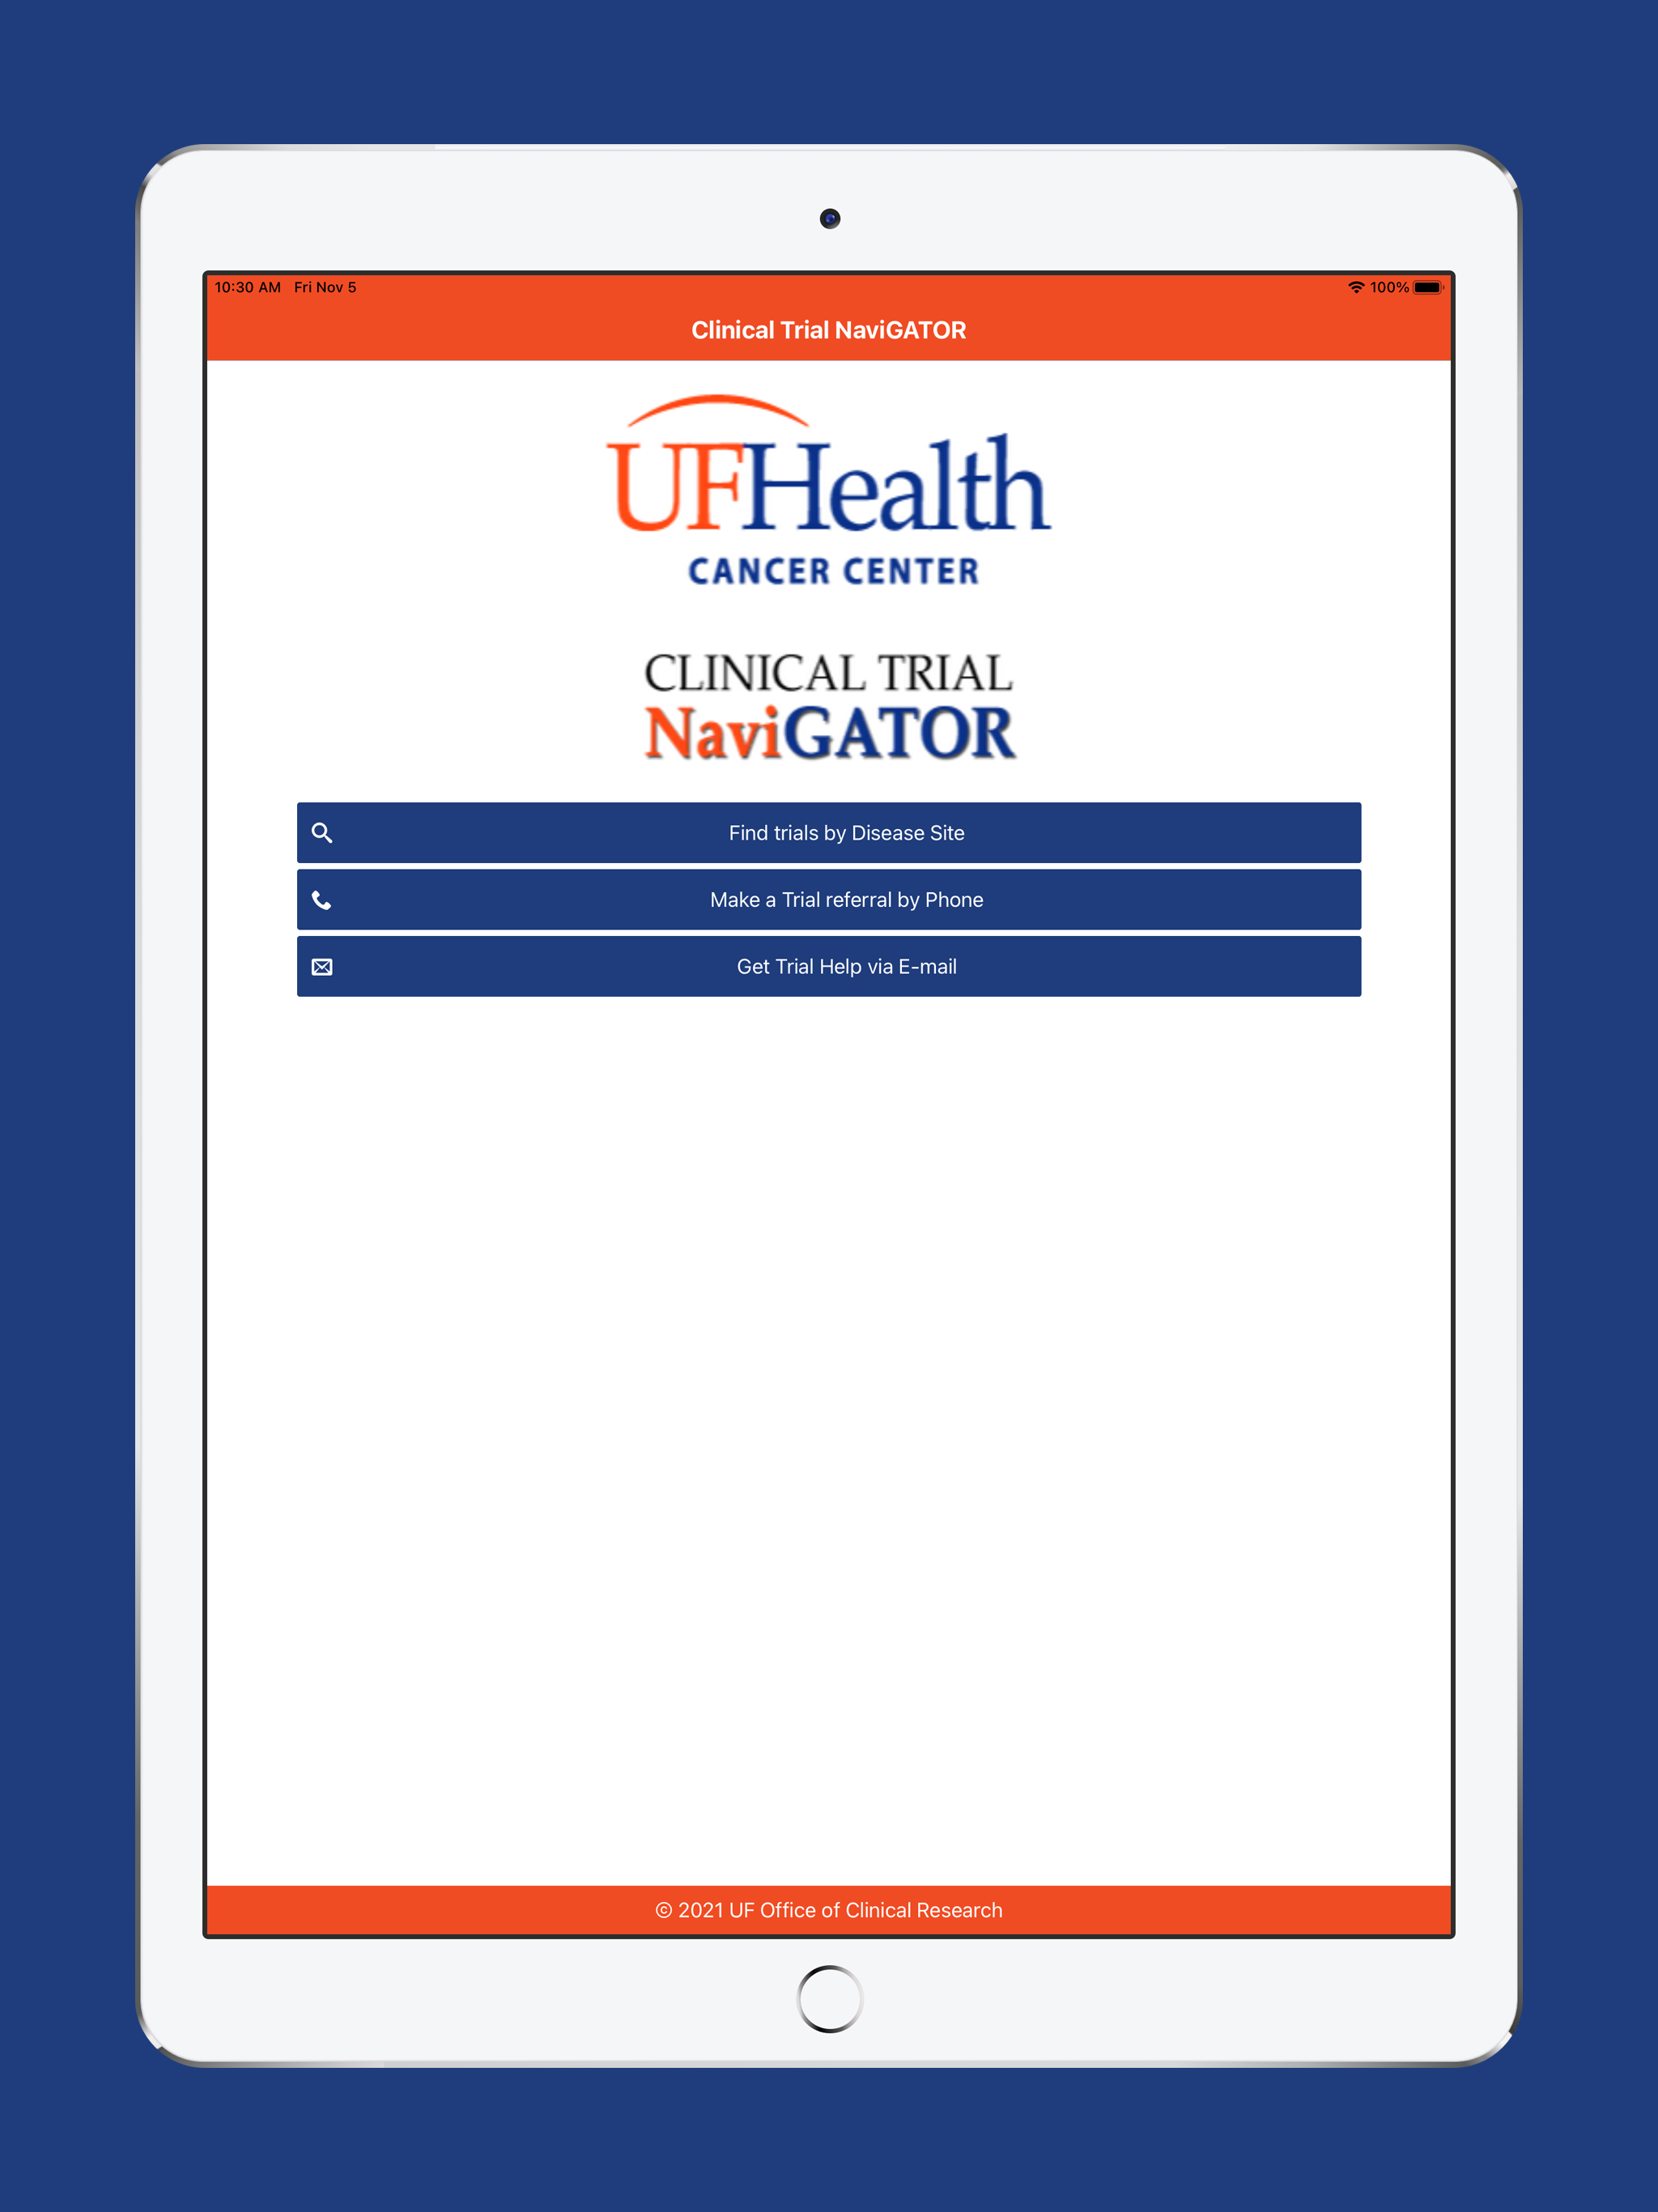 10:30 AM Fri Nov 5 100%
Clinical Trial NaviGATOR
UFHealth
CANCER CENTER
CLINICAL TRIAL
NaviGATOR
Find trials by Disease Site
Make a Trial referral by Phone
Get Trial Help via E-mail
© 2021 UF Office of Clinical Research